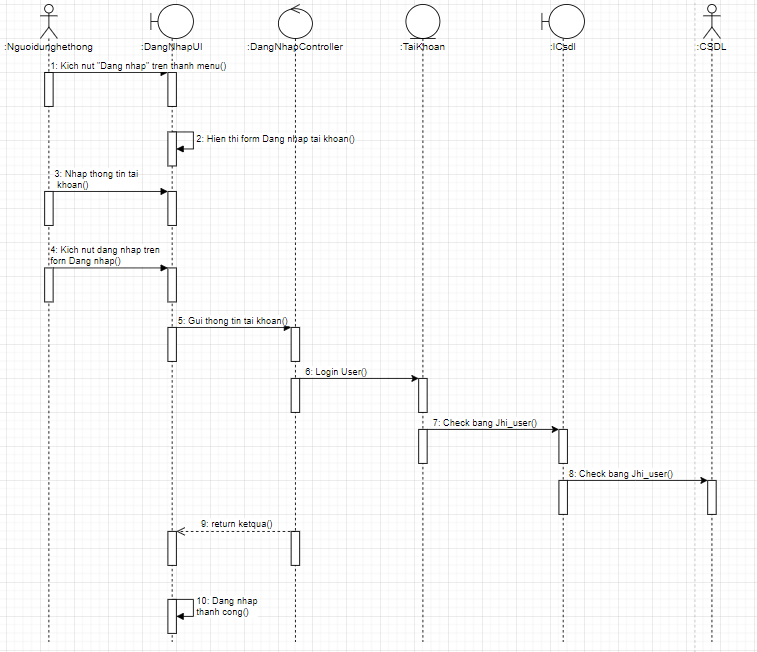 :Nguoidunghethong
:DangNhapUI
:DangNhapController
:TaiKhoan
:ICsdl
:CSDL
1: Kich nut "Dang nhap" tren thanh menu()
2: Hien thi form Dang nhap tai khoan()
3: Nhap thong tin tai
khoan()
4: Kich nut dang nhap tren
forn Dang nhap()
5: Gui thong tin tai khoan()
6: Login User()
7: Check bang Jhi_user()
8: Check bang Jhi_user()
9: return ketqua()
10: Dang nhap
thanh cong()